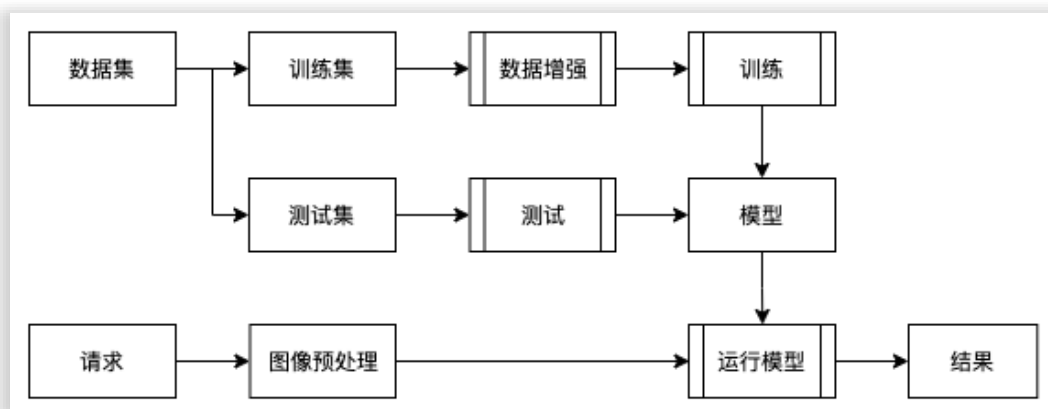 数据集
训练集
数据增强
训练
测试集
测试
模型
请求
图像预处理
运行模型
结果